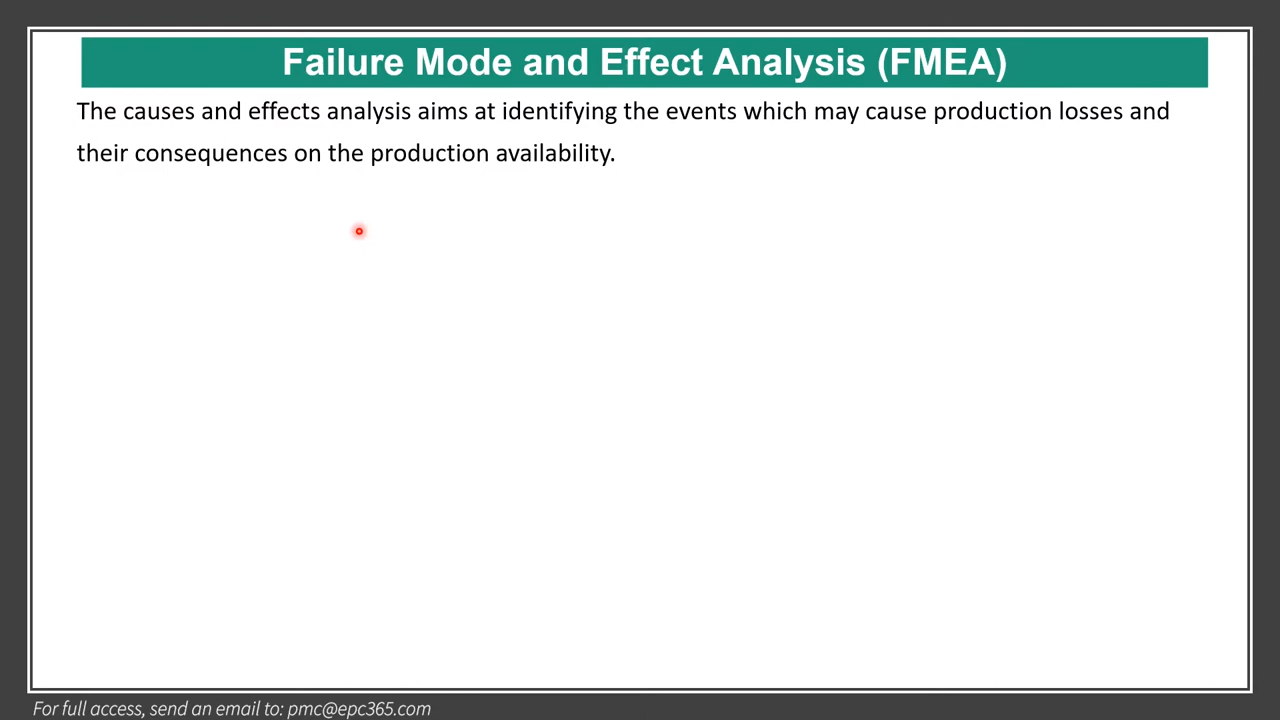 Failure Mode and Effect Analysis (FMEA)
The causes and effects analysis aims at identifying the events which may cause production losses and
their consequences on the production availability.
For full access, send an email to: pmc@epc365.com